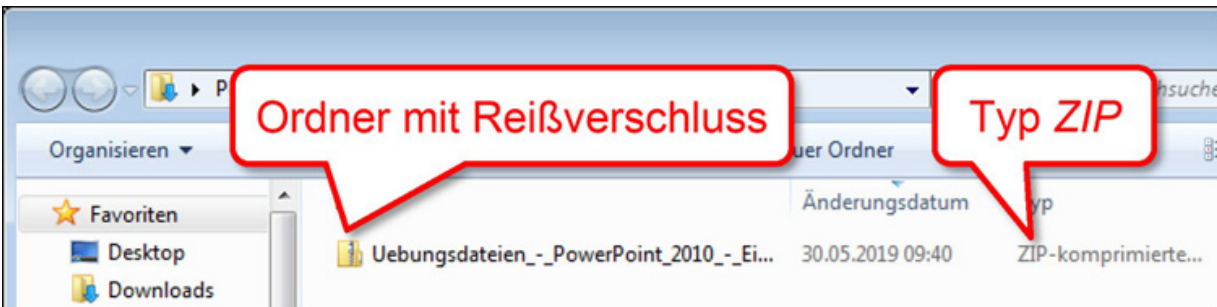 Ordner mit Reißverschluss
Typ ZIP
Organisieren
uer Ordner
Favoriten
Änderungsdatum
Desktop
Uebungsdateien_-_PowerPoint_2010_-_Ei... 30.05.2019 09:40 ZIP-komprimierte...
Downloads